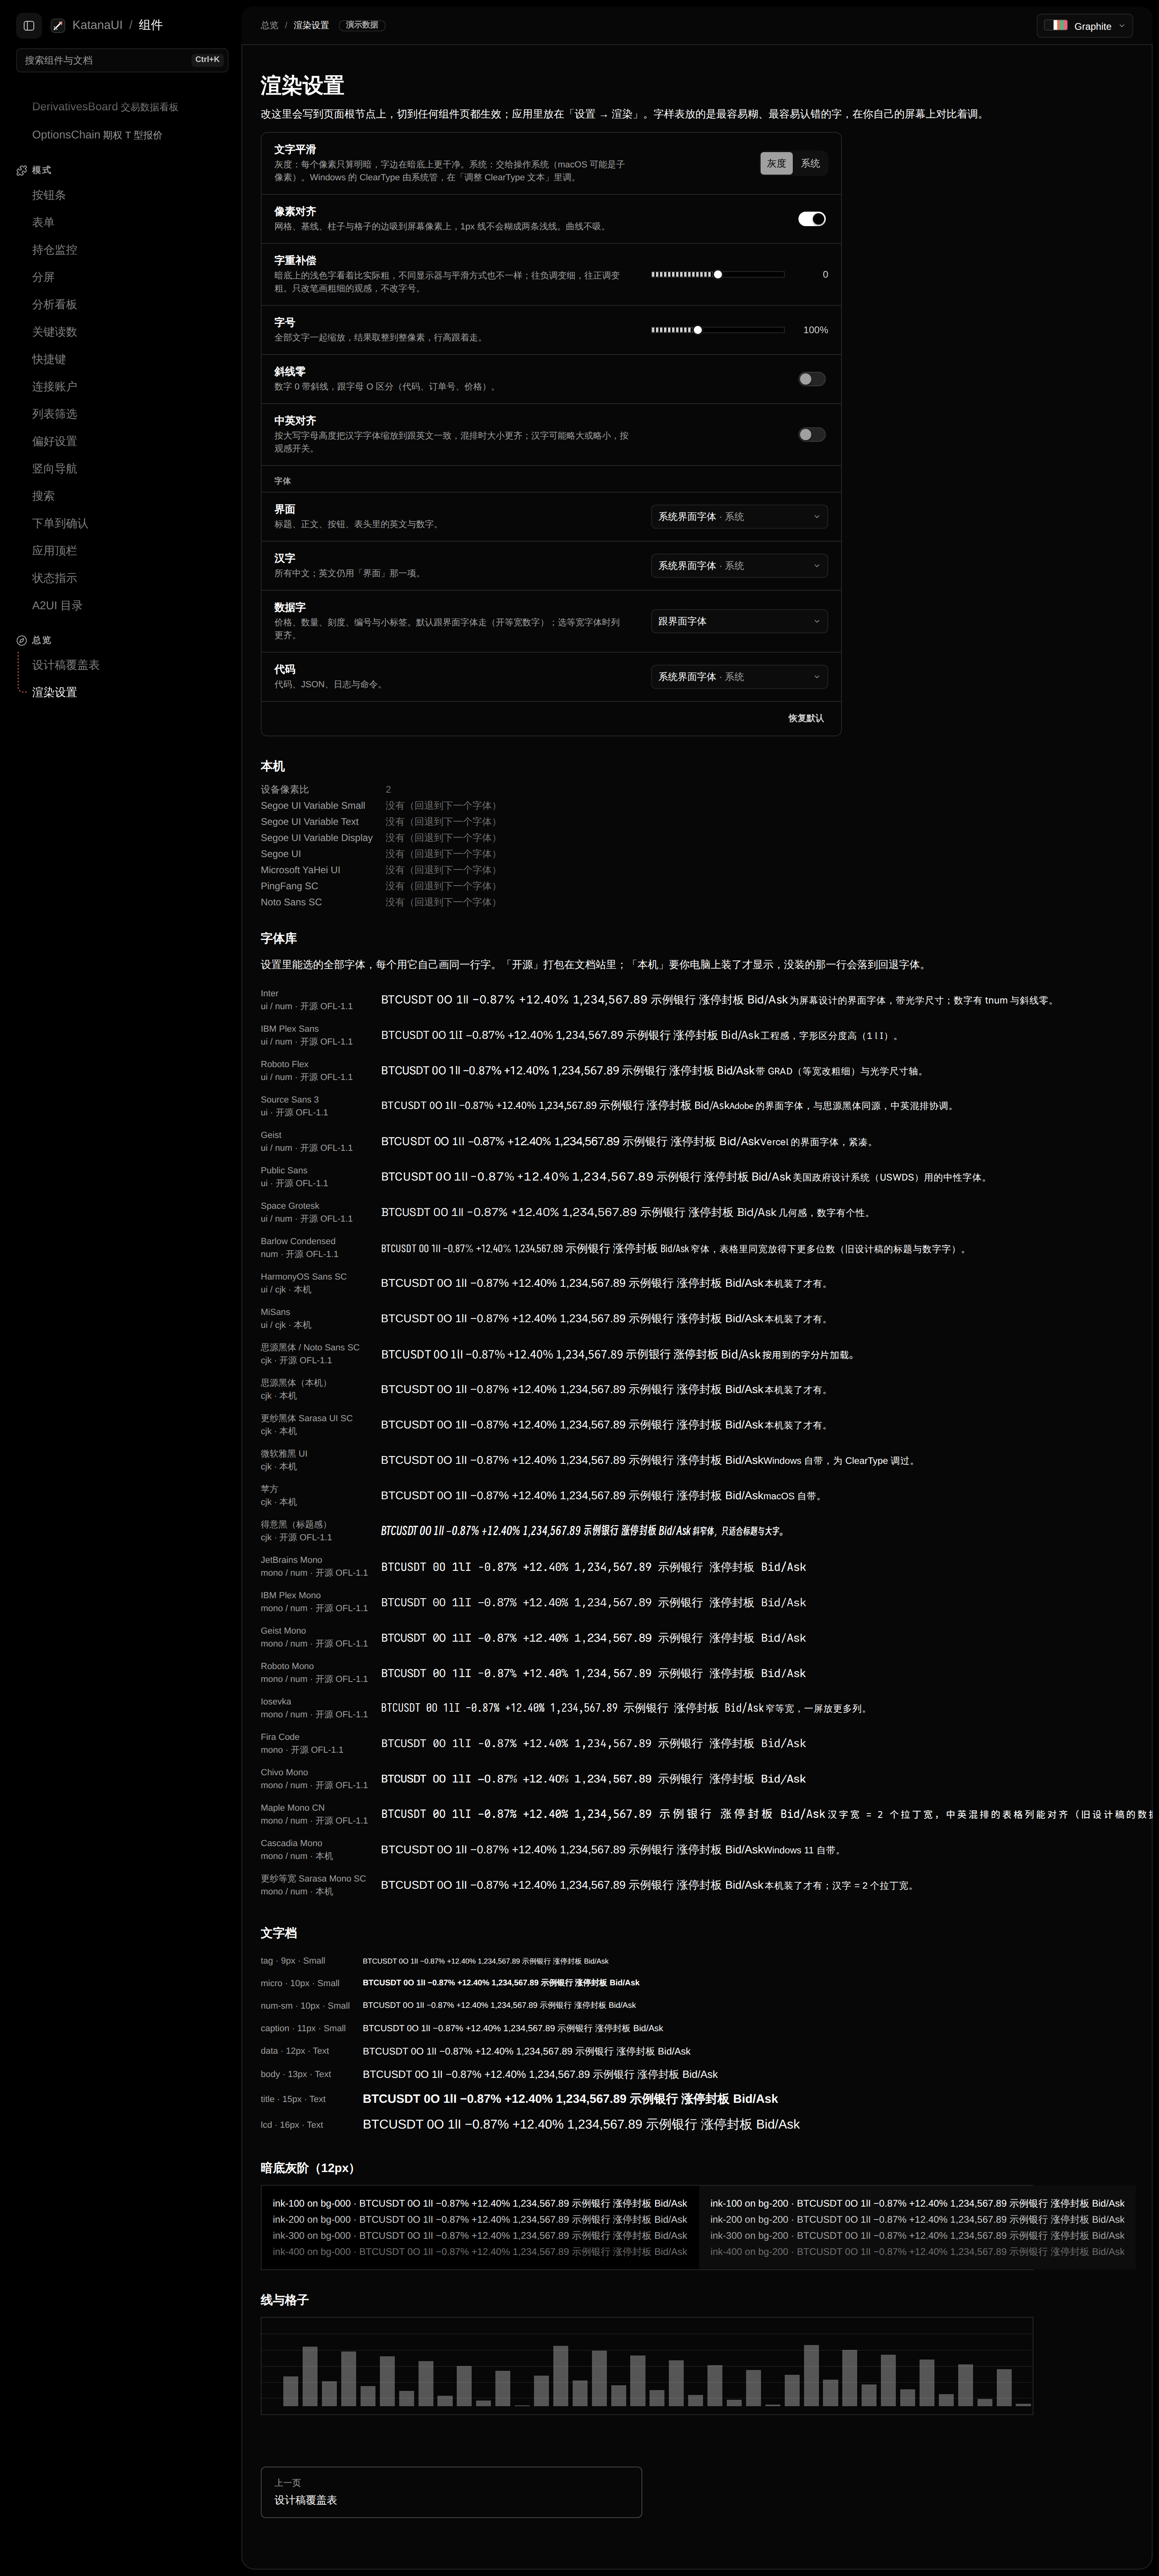 KatanaUI / 组件
搜索组件与文档 Ctrl+K
DerivativesBoard 交易数据看板
OptionsChain 期权 T 型报价
模式
按钮条
表单
持仓监控
分屏
分析看板
关键读数
快捷键
连接账户
列表筛选
偏好设置
竖向导航
搜索
下单到确认
应用顶栏
状态指示
A2UI 目录
总览
设计稿覆盖表
渲染设置
总览 / 渲染设置 演示数据
Graphite
渲染设置
改这里会写到页面根节点上，切到任何组件页都生效；应用里放在「设置 → 渲染」。字样表放的是最容易糊、最容易认错的字，在你自己的屏幕上对比着调。
文字平滑
灰度：每个像素只算明暗，字边在暗底上更干净。系统：交给操作系统（macOS 可能是子
像素）。Windows 的 ClearType 由系统管，在「调整 ClearType 文本」里调。
灰度 系统
像素对齐
网格、基线、柱子与格子的边吸到屏幕像素上，1px 线不会糊成两条浅线。曲线不吸。
字重补偿
暗底上的浅色字看着比实际粗，不同显示器与平滑方式也不一样；往负调变细，往正调变
粗。只改笔画粗细的观感，不改字号。
0
字号
全部文字一起缩放，结果取整到整像素，行高跟着走。
100%
斜线零
数字 0 带斜线，跟字母 O 区分（代码、订单号、价格）。
中英对齐
按大写字母高度把汉字字体缩放到跟英文一致，混排时大小更齐；汉字可能略大或略小，按
观感开关。
字体
界面
标题、正文、按钮、表头里的英文与数字。
系统界面字体 · 系统
汉字
所有中文；英文仍用「界面」那一项。
系统界面字体 · 系统
数据字
价格、数量、刻度、编号与小标签。默认跟界面字体走（开等宽数字）；选等宽字体时列
更齐。
跟界面字体
代码
代码、JSON、日志与命令。
系统界面字体 · 系统
恢复默认
本机
设备像素比 2
Segoe UI Variable Small 没有（回退到下一个字体）
Segoe UI Variable Text 没有（回退到下一个字体）
Segoe UI Variable Display 没有（回退到下一个字体）
Segoe UI 没有（回退到下一个字体）
Microsoft YaHei UI 没有（回退到下一个字体）
PingFang SC 没有（回退到下一个字体）
Noto Sans SC 没有（回退到下一个字体）
字体库
设置里能选的全部字体，每个用它自己画同一行字。「开源」打包在文档站里；「本机」要你电脑上装了才显示，没装的那一行会落到回退字体。
Inter
ui / num · 开源 OFL-1.1
BTCUSDT 0O 1lI −0.87% +12.40% 1,234,567.89 示例银行 涨停封板 Bid/Ask 为屏幕设计的界面字体，带光学尺寸；数字有 tnum 与斜线零。
IBM Plex Sans
ui / num · 开源 OFL-1.1
BTCUSDT 0O 1lI −0.87% +12.40% 1,234,567.89 示例银行 涨停封板 Bid/Ask 工程感，字形区分度高（1 l I）。
Roboto Flex
ui / num · 开源 OFL-1.1
BTCUSDT 0O 1lI −0.87% +12.40% 1,234,567.89 示例银行 涨停封板 Bid/Ask 带 GRAD（等宽改粗细）与光学尺寸轴。
Source Sans 3
ui · 开源 OFL-1.1
BTCUSDT 0O 1lI −0.87% +12.40% 1,234,567.89 示例银行 涨停封板 Bid/Ask Adobe 的界面字体，与思源黑体同源，中英混排协调。
Geist
ui / num · 开源 OFL-1.1
BTCUSDT 0O 1lI −0.87% +12.40% 1,234,567.89 示例银行 涨停封板 Bid/Ask Vercel 的界面字体，紧凑。
Public Sans
ui · 开源 OFL-1.1
BTCUSDT 0O 1lI −0.87% +12.40% 1,234,567.89 示例银行 涨停封板 Bid/Ask 美国政府设计系统（USWDS）用的中性字体。
Space Grotesk
ui / num · 开源 OFL-1.1
BTCUSDT 0O 1lI −0.87% +12.40% 1,234,567.89 示例银行 涨停封板 Bid/Ask 几何感，数字有个性。
Barlow Condensed
num · 开源 OFL-1.1
BTCUSDT 0O 1lI −0.87% +12.40% 1,234,567.89 示例银行 涨停封板 Bid/Ask 窄体，表格里同宽放得下更多位数（旧设计稿的标题与数字字）。
HarmonyOS Sans SC
ui / cjk · 本机
BTCUSDT 0O 1lI −0.87% +12.40% 1,234,567.89 示例银行 涨停封板 Bid/Ask 本机装了才有。
MiSans
ui / cjk · 本机
BTCUSDT 0O 1lI −0.87% +12.40% 1,234,567.89 示例银行 涨停封板 Bid/Ask 本机装了才有。
思源黑体 / Noto Sans SC
cjk · 开源 OFL-1.1
BTCUSDT 0O 1lI −0.87% +12.40% 1,234,567.89 示例银行 涨停封板 Bid/Ask 按用到的字分片加载。
思源黑体（本机）
cjk · 本机
BTCUSDT 0O 1lI −0.87% +12.40% 1,234,567.89 示例银行 涨停封板 Bid/Ask 本机装了才有。
更纱黑体 Sarasa UI SC
cjk · 本机
BTCUSDT 0O 1lI −0.87% +12.40% 1,234,567.89 示例银行 涨停封板 Bid/Ask 本机装了才有。
微软雅黑 UI
cjk · 本机
BTCUSDT 0O 1lI −0.87% +12.40% 1,234,567.89 示例银行 涨停封板 Bid/Ask Windows 自带，为 ClearType 调过。
苹方
cjk · 本机
BTCUSDT 0O 1lI −0.87% +12.40% 1,234,567.89 示例银行 涨停封板 Bid/Ask macOS 自带。
得意黑（标题感）
cjk · 开源 OFL-1.1
BTCUSDT 0O 1lI −0.87% +12.40% 1,234,567.89 示例银行 涨停封板 Bid/Ask 斜窄体，只适合标题与大字。
JetBrains Mono
mono / num · 开源 OFL-1.1
BTCUSDT 0O 1lI −0.87% +12.40% 1,234,567.89 示例银行 涨停封板 Bid/Ask
IBM Plex Mono
mono / num · 开源 OFL-1.1
BTCUSDT 0O 1lI −0.87% +12.40% 1,234,567.89 示例银行 涨停封板 Bid/Ask
Geist Mono
mono / num · 开源 OFL-1.1
BTCUSDT 0O 1lI −0.87% +12.40% 1,234,567.89 示例银行 涨停封板 Bid/Ask
Roboto Mono
mono / num · 开源 OFL-1.1
BTCUSDT 0O 1lI −0.87% +12.40% 1,234,567.89 示例银行 涨停封板 Bid/Ask
Iosevka
mono / num · 开源 OFL-1.1
BTCUSDT 0O 1lI −0.87% +12.40% 1,234,567.89 示例银行 涨停封板 Bid/Ask 窄等宽，一屏放更多列。
Fira Code
mono · 开源 OFL-1.1
BTCUSDT 0O 1lI −0.87% +12.40% 1,234,567.89 示例银行 涨停封板 Bid/Ask
Chivo Mono
mono / num · 开源 OFL-1.1
BTCUSDT 0O 1lI −0.87% +12.40% 1,234,567.89 示例银行 涨停封板 Bid/Ask
Maple Mono CN
mono / num · 开源 OFL-1.1
BTCUSDT 0O 1lI −0.87% +12.40% 1,234,567.89 示例银行 涨停封板 Bid/Ask 汉字宽 = 2 个拉丁宽，中英混排的表格列能对齐（旧设计稿的数
Cascadia Mono
mono / num · 本机
BTCUSDT 0O 1lI −0.87% +12.40% 1,234,567.89 示例银行 涨停封板 Bid/Ask Windows 11 自带。
更纱等宽 Sarasa Mono SC
mono / num · 本机
BTCUSDT 0O 1lI −0.87% +12.40% 1,234,567.89 示例银行 涨停封板 Bid/Ask 本机装了才有；汉字 = 2 个拉丁宽。
文字档
tag · 9px · Small BTCUSDT 0O 1lI −0.87% +12.40% 1,234,567.89 示例银行 涨停封板 Bid/Ask
micro · 10px · Small BTCUSDT 0O 1lI −0.87% +12.40% 1,234,567.89 示例银行 涨停封板 Bid/Ask
num-sm · 10px · Small BTCUSDT 0O 1lI −0.87% +12.40% 1,234,567.89 示例银行 涨停封板 Bid/Ask
caption · 11px · Small BTCUSDT 0O 1lI −0.87% +12.40% 1,234,567.89 示例银行 涨停封板 Bid/Ask
data · 12px · Text BTCUSDT 0O 1lI −0.87% +12.40% 1,234,567.89 示例银行 涨停封板 Bid/Ask
body · 13px · Text BTCUSDT 0O 1lI −0.87% +12.40% 1,234,567.89 示例银行 涨停封板 Bid/Ask
title · 15px · Text BTCUSDT 0O 1lI −0.87% +12.40% 1,234,567.89 示例银行 涨停封板 Bid/Ask
lcd · 16px · Text BTCUSDT 0O 1lI −0.87% +12.40% 1,234,567.89 示例银行 涨停封板 Bid/Ask
暗底灰阶（12px）
ink-100 on bg-000 · BTCUSDT 0O 1lI −0.87% +12.40% 1,234,567.89 示例银行 涨停封板 Bid/Ask
ink-200 on bg-000 · BTCUSDT 0O 1lI −0.87% +12.40% 1,234,567.89 示例银行 涨停封板 Bid/Ask
ink-300 on bg-000 · BTCUSDT 0O 1lI −0.87% +12.40% 1,234,567.89 示例银行 涨停封板 Bid/Ask
ink-400 on bg-000 · BTCUSDT 0O 1lI −0.87% +12.40% 1,234,567.89 示例银行 涨停封板 Bid/Ask
ink-100 on bg-200 · BTCUSDT 0O 1lI −0.87% +12.40% 1,234,567.89 示例银行 涨停封板 Bid/Ask
ink-200 on bg-200 · BTCUSDT 0O 1lI −0.87% +12.40% 1,234,567.89 示例银行 涨停封板 Bid/Ask
ink-300 on bg-200 · BTCUSDT 0O 1lI −0.87% +12.40% 1,234,567.89 示例银行 涨停封板 Bid/Ask
ink-400 on bg-200 · BTCUSDT 0O 1lI −0.87% +12.40% 1,234,567.89 示例银行 涨停封板 Bid/Ask
线与格子
上一页
设计稿覆盖表